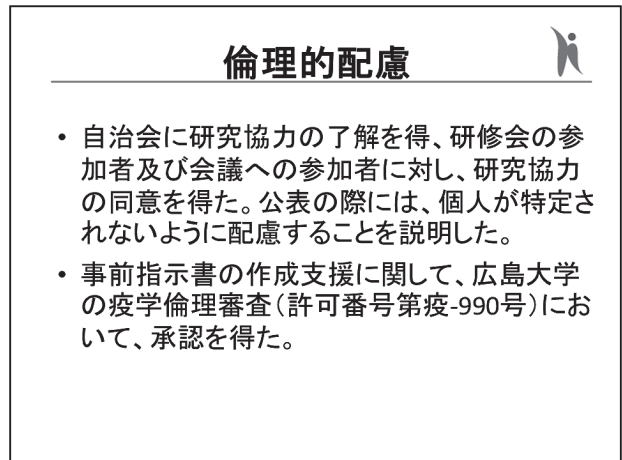 倫理的配慮
• 自治会に研究協力の了解を得、研修会の参
加者及び会議への参加者に対し、研究協力
の同意を得た。公表の際には、個人が特定さ
れないように配慮することを説明した。
• 事前指示書の作成支援に関して、広島大学
の疫学倫理審査（許可番号第疫-990号）にお
いて、承認を得た。